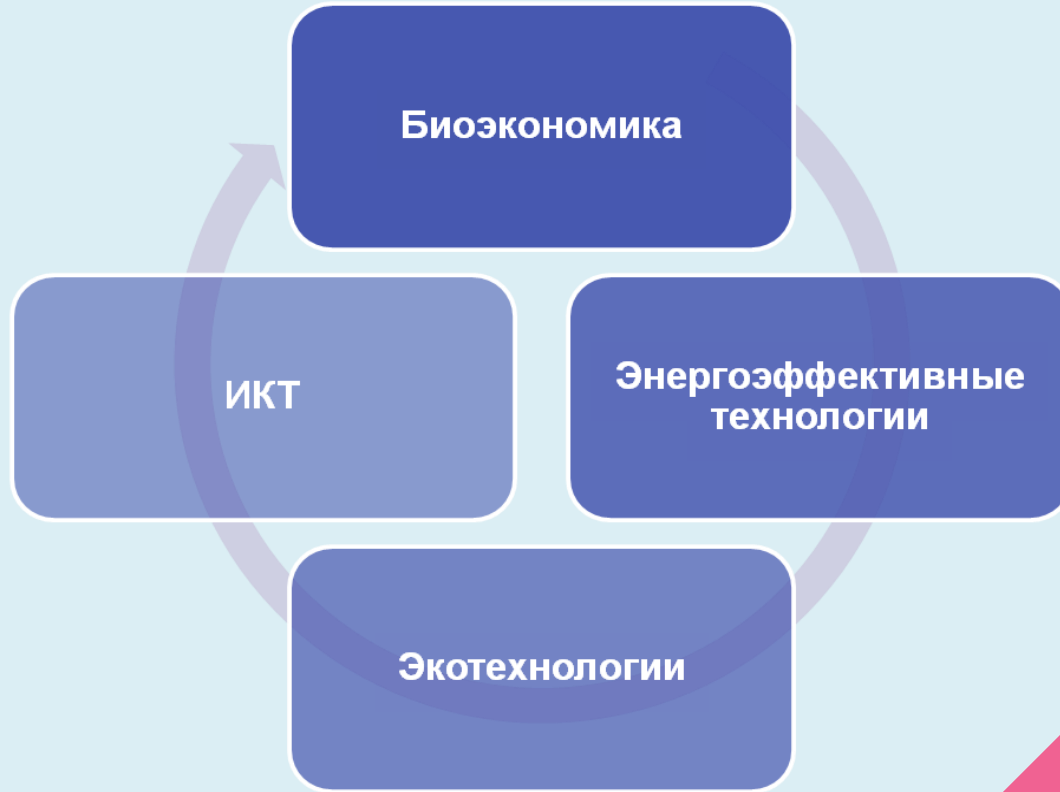 Биоэкономика
ИКТ
Энергоэффективные
технологии
Экотехнологии